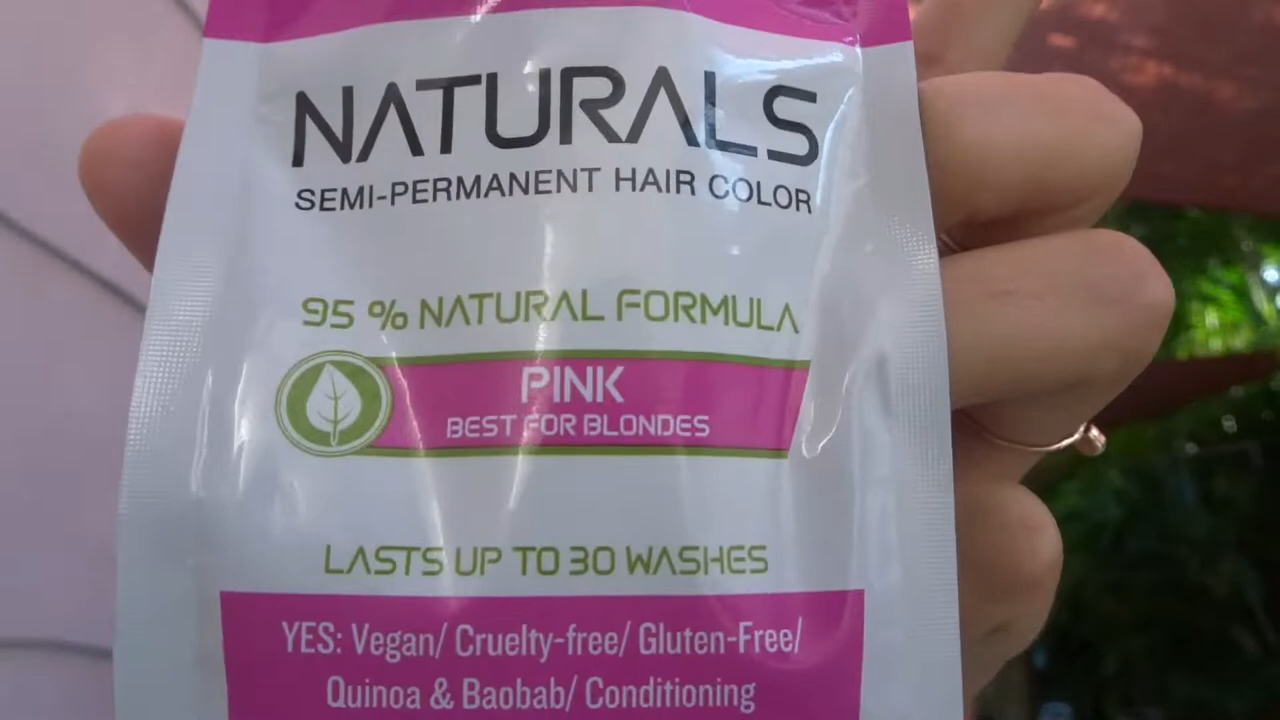 NATURALS
SEMI-PERMANENT HAIR COLOR
95 % NATURAL FORMULA
PINK
BEST FOR BLONDES
LASTS UP TO 30 WASHES
YES: Vegan/ Cruelty-free/ Gluten-Free/
Quinoa & Baobab/ Conditioning